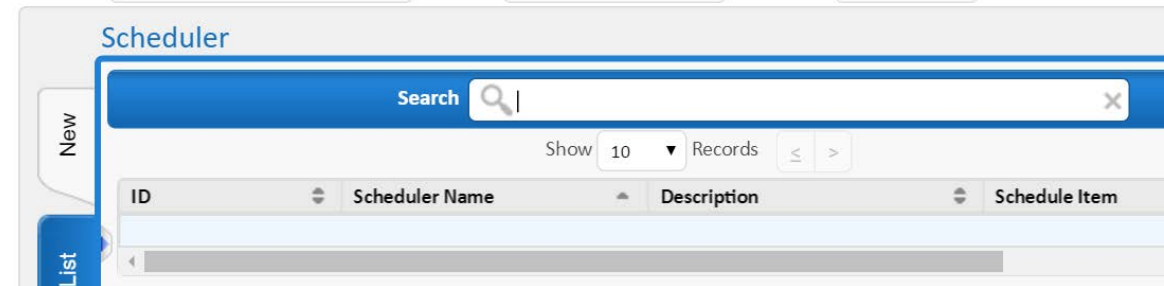 Scheduler
New
Search
Show 10 Records < >
ID Scheduler Name Description Schedule Item
List